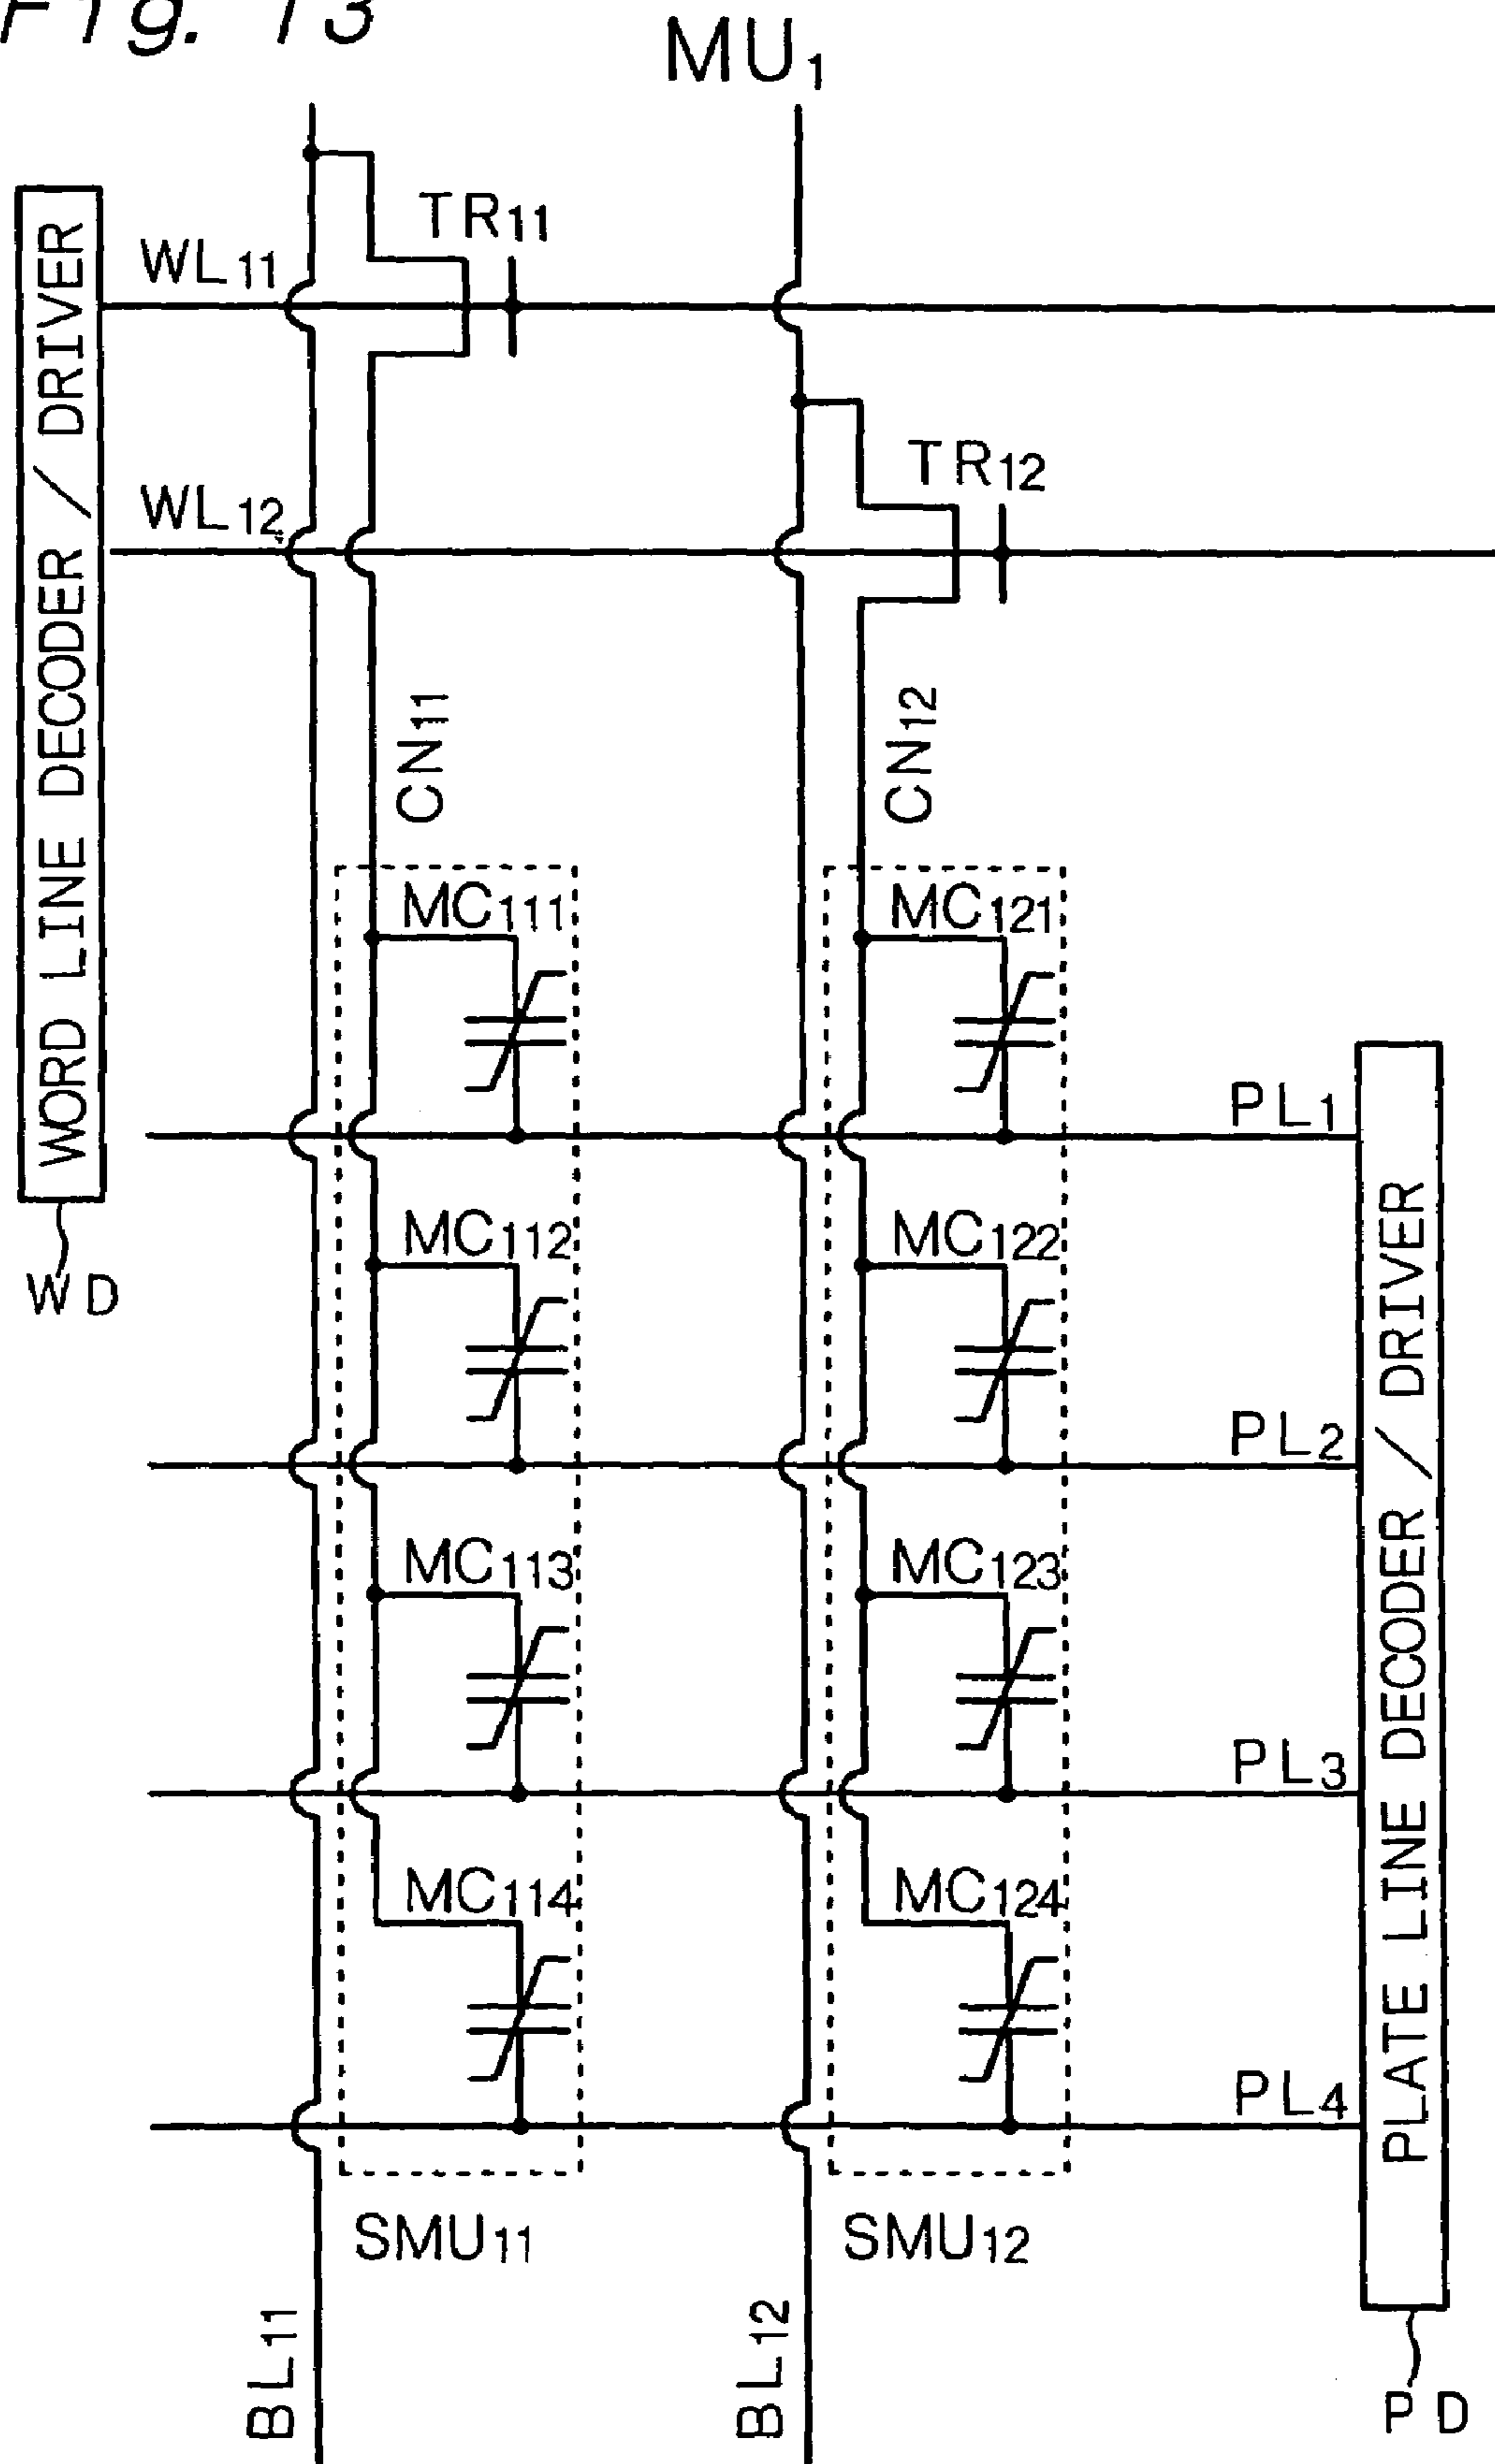 Fig. 13
MU1
WORD LINE DECODER / DRIVER
WD
WL11
TR11
WL12
TR12
CN11
CN12
MC111
MC121
PL1
MC112
MC122
PL2
MC113
MC123
PL3
MC114
MC124
PL4
PLATE LINE DECODER / DRIVER
PD
SMU11
SMU12
BL11
BL12